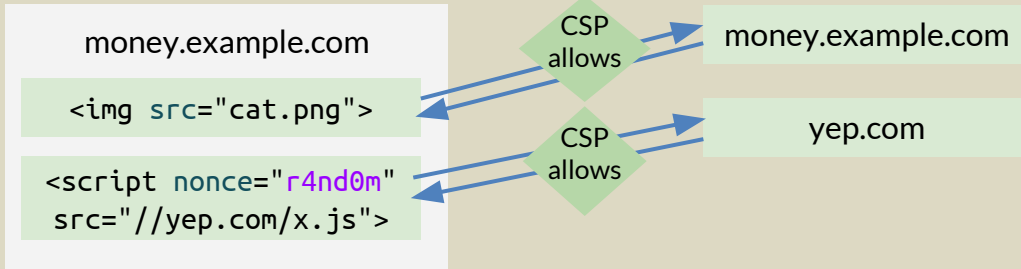 money.example.com
<img src="cat.png">
<script nonce="r4nd0m"
src="//yep.com/x.js">
CSP
allows
CSP
allows
money.example.com
yep.com